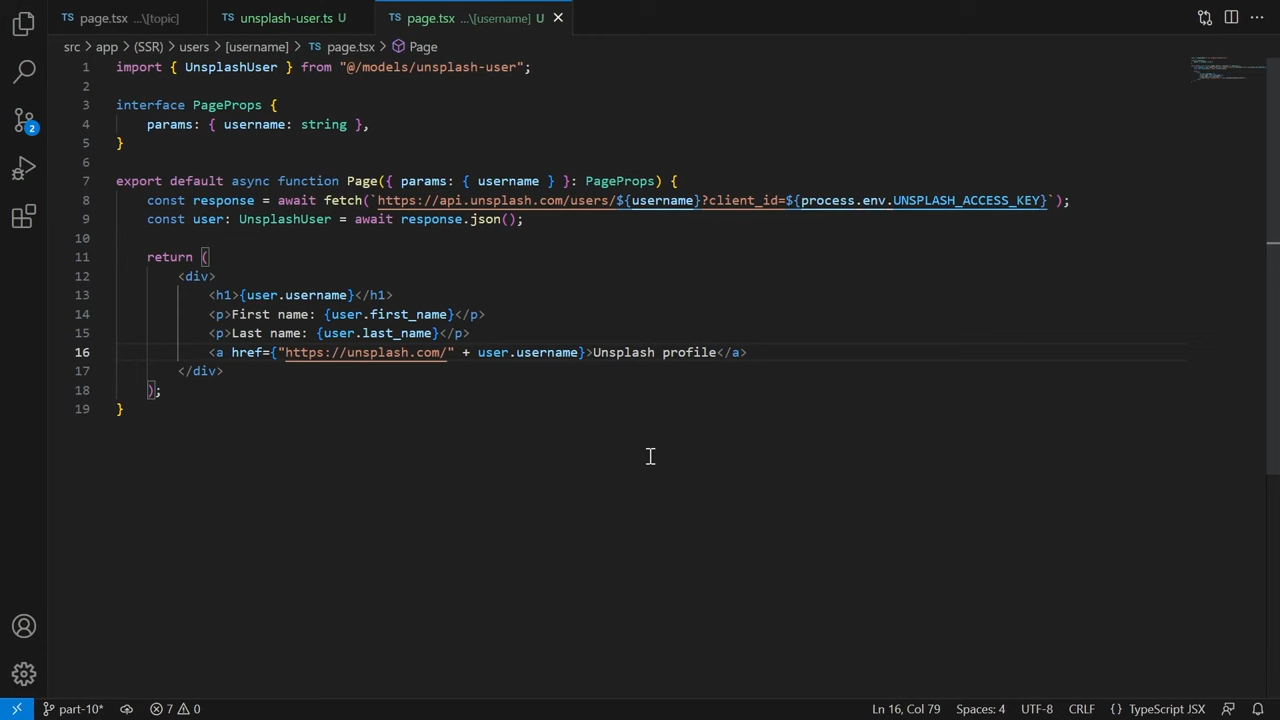 page.tsx ...\[topic]
TS unsplash-user.ts U
TS page.tsx ...\[username] U
src > app > (SSR) > users > [username] > TS page.tsx > Page
1 import { UnsplashUser } from "@/models/unsplash-user";
2
3 interface PageProps {
4     params: { username: string },
5 }
6
7 export default async function Page({ params: { username } }: PageProps) {
8     const response = await fetch(`https://api.unsplash.com/users/${username}?client_id=${process.env.UNSPLASH_ACCESS_KEY}`);
9     const user: UnsplashUser = await response.json();
10
11     return (
12         <div>
13             <h1>{user.username}</h1>
14             <p>First name: {user.first_name}</p>
15             <p>Last name: {user.last_name}</p>
16             <a href={"https://unsplash.com/" + user.username}>Unsplash profile</a>
17         </div>
18     );
19 }
2
part-10* 7 0 Ln 16, Col 79 Spaces: 4 UTF-8 CRLF {} TypeScript JSX